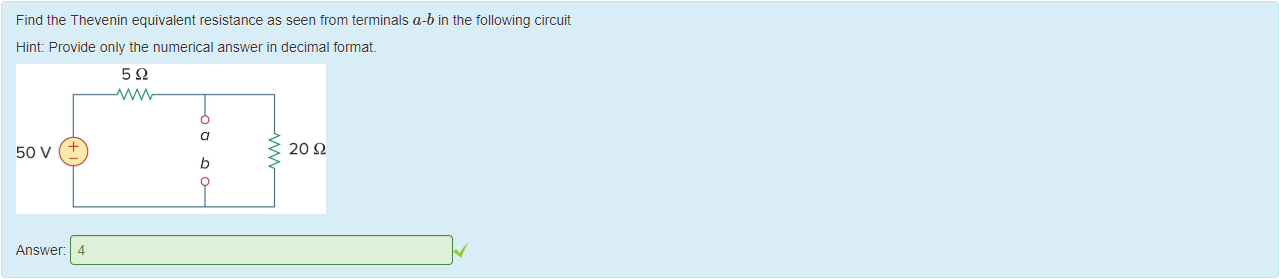 Find the Thevenin equivalent resistance as seen from terminals a-b in the following circuit
Hint: Provide only the numerical answer in decimal format.
5 Ω
a
50 V
+
−
20 Ω
b
Answer: 4